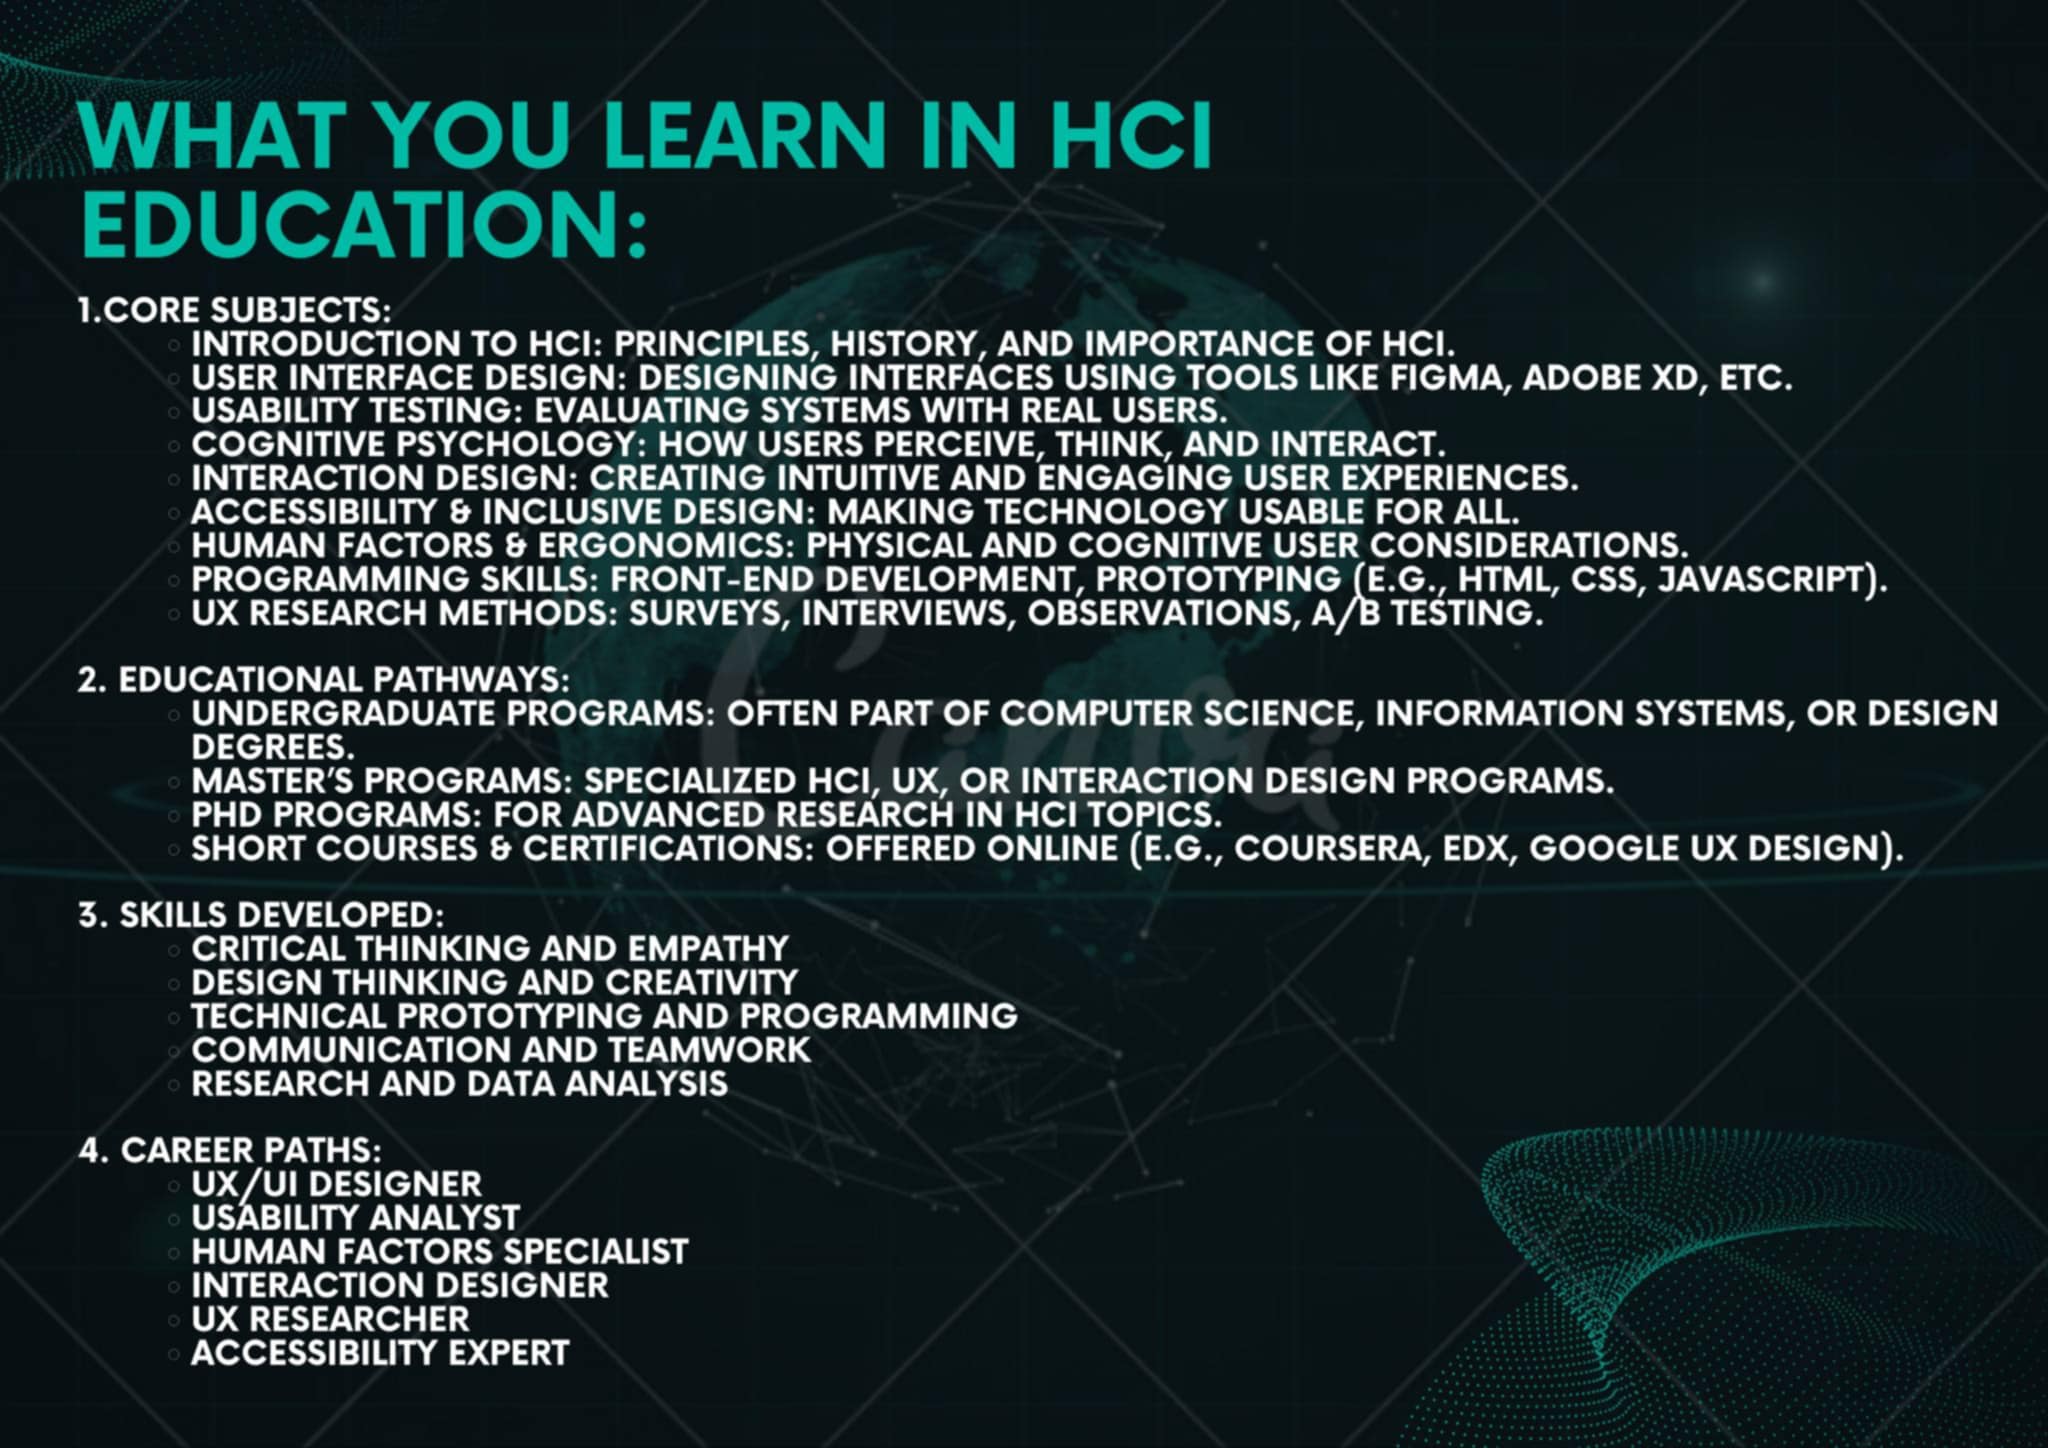 WHAT YOU LEARN IN HCI
EDUCATION:
1.CORE SUBJECTS:
INTRODUCTION TO HCI: PRINCIPLES, HISTORY, AND IMPORTANCE OF HCI.
USER INTERFACE DESIGN: DESIGNING INTERFACES USING TOOLS LIKE FIGMA, ADOBE XD, ETC.
USABILITY TESTING: EVALUATING SYSTEMS WITH REAL USERS.
COGNITIVE PSYCHOLOGY: HOW USERS PERCEIVE, THINK, AND INTERACT.
INTERACTION DESIGN: CREATING INTUITIVE AND ENGAGING USER EXPERIENCES.
ACCESSIBILITY & INCLUSIVE DESIGN: MAKING TECHNOLOGY USABLE FOR ALL.
HUMAN FACTORS & ERGONOMICS: PHYSICAL AND COGNITIVE USER CONSIDERATIONS.
PROGRAMMING SKILLS: FRONT-END DEVELOPMENT, PROTOTYPING (E.G., HTML, CSS, JAVASCRIPT).
UX RESEARCH METHODS: SURVEYS, INTERVIEWS, OBSERVATIONS, A/B TESTING.
2. EDUCATIONAL PATHWAYS:
UNDERGRADUATE PROGRAMS: OFTEN PART OF COMPUTER SCIENCE, INFORMATION SYSTEMS, OR DESIGN
DEGREES.
MASTER'S PROGRAMS: SPECIALIZED HCI, UX, OR INTERACTION DESIGN PROGRAMS.
PHD PROGRAMS: FOR ADVANCED RESEARCH IN HCI TOPICS.
SHORT COURSES & CERTIFICATIONS: OFFERED ONLINE (E.G., COURSERA, EDX, GOOGLE UX DESIGN).
3. SKILLS DEVELOPED:
CRITICAL THINKING AND EMPATHY
DESIGN THINKING AND CREATIVITY
TECHNICAL PROTOTYPING AND PROGRAMMING
COMMUNICATION AND TEAMWORK
RESEARCH AND DATA ANALYSIS
4. CAREER PATHS:
UX/UI DESIGNER
USABILITY ANALYST
HUMAN FACTORS SPECIALIST
INTERACTION DESIGNER
UX RESEARCHER
ACCESSIBILITY EXPERT
Canva